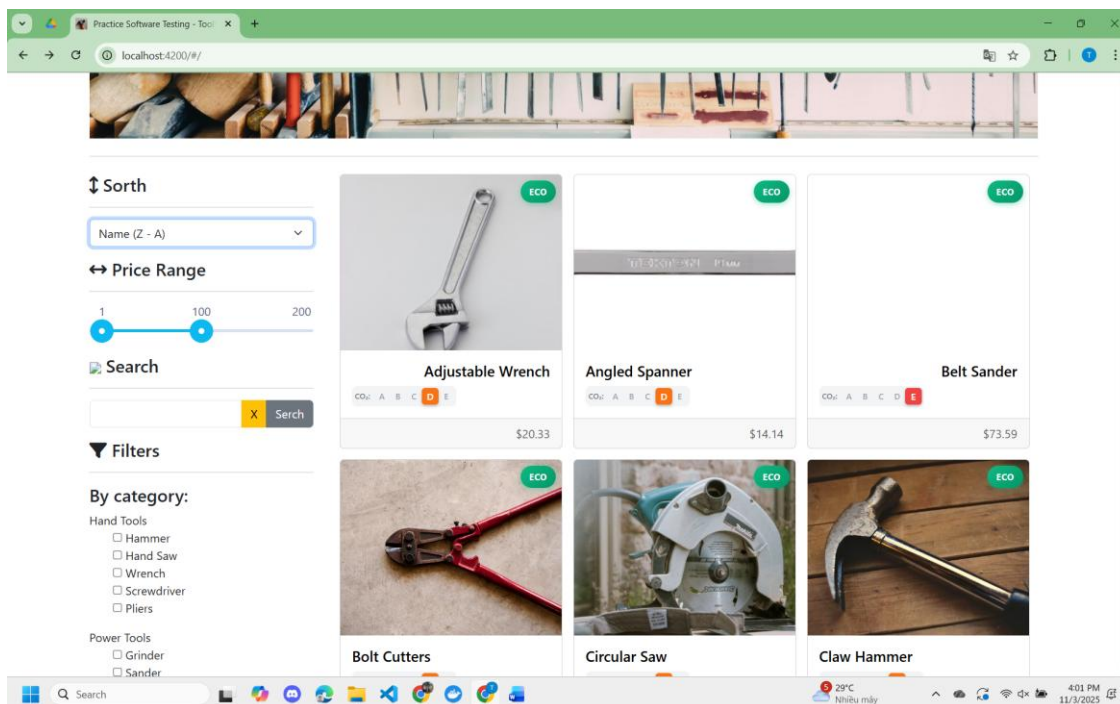 Practice Software Testing - Tool
localhost:4200/#/
T
Sorth
Name (Z - A)
Price Range
1 100 200
Search
X Serch
Filters
By category:
Hand Tools
Hammer
Hand Saw
Wrench
Screwdriver
Pliers
Power Tools
Grinder
Sander
ECO
Adjustable Wrench
CO₂: A B C D E
$20.33
ECO
Angled Spanner
CO₂: A B C D E
$14.14
ECO
Belt Sander
CO₂: A B C D E
$73.59
ECO
Bolt Cutters
ECO
Circular Saw
ECO
Claw Hammer
Search
5
29°C
Nhiều mây
4:01 PM
11/3/2025